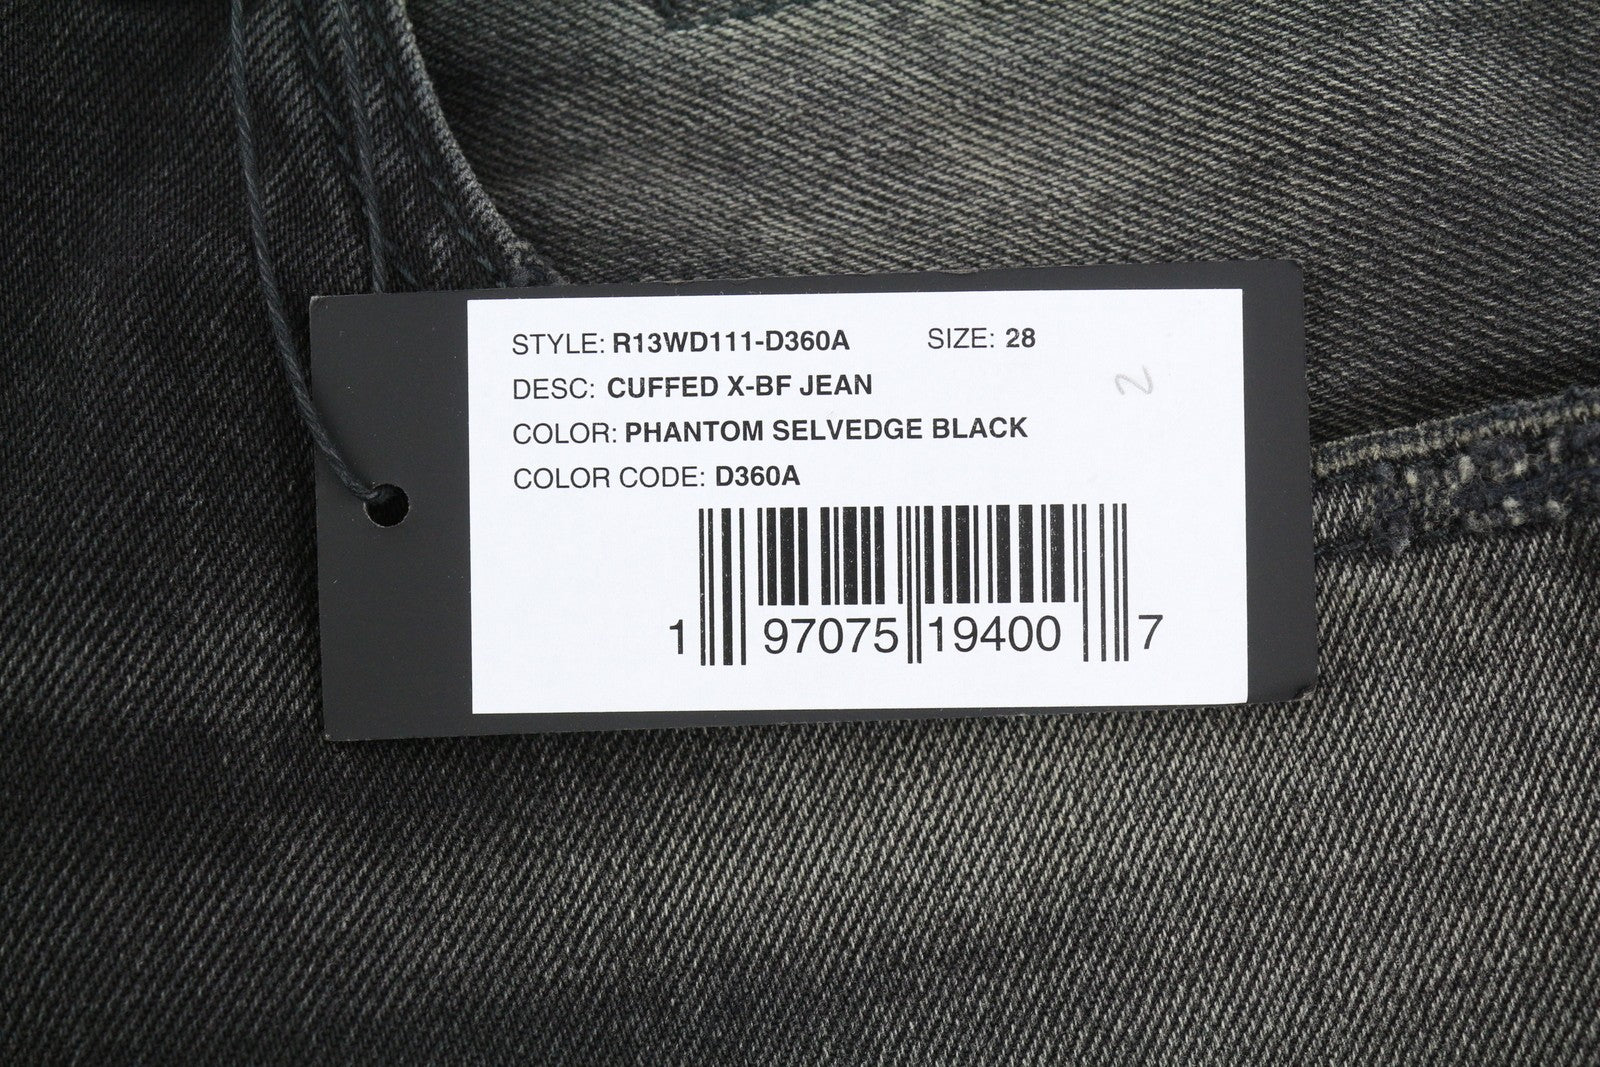 STYLE: R13WD111-D360A SIZE: 28
DESC: CUFFED X-BF JEAN
2
COLOR: PHANTOM SELVEDGE BLACK
COLOR CODE: D360A
1 97075 19400 7